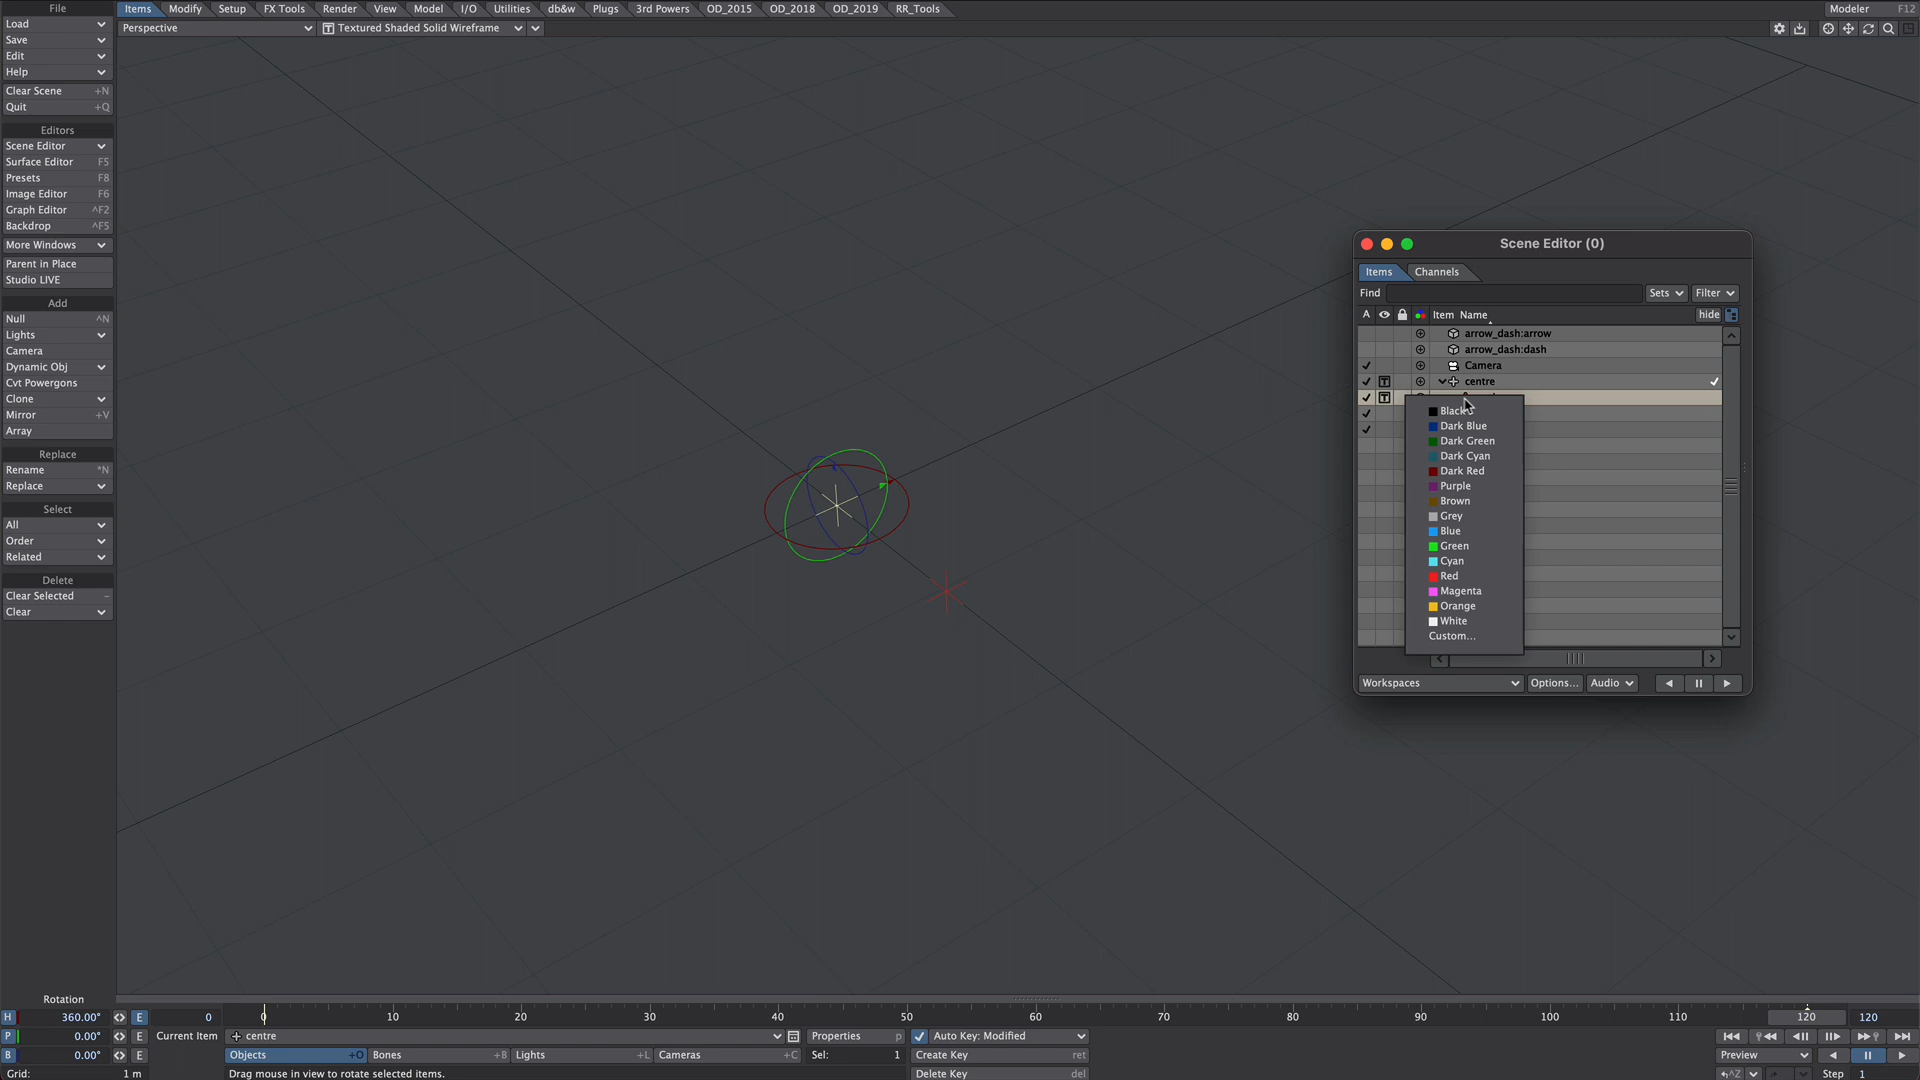 File
Load
Save
Edit
Help
Clear Scene +N
Quit +Q
Editors
Scene Editor
Surface Editor F5
Presets F8
Image Editor F6
Graph Editor ^F2
Backdrop ^F5
More Windows
Parent in Place
Studio LIVE
Add
Null ^N
Lights
Camera
Dynamic Obj
Cvt Powergons
Clone
Mirror +V
Array
Replace
Rename *N
Replace
Select
All
Order
Related
Delete
Clear Selected –
Clear
Items Modify Setup FX Tools Render View Model I/O Utilities db&w Plugs 3rd Powers OD_2015 OD_2018 OD_2019 RR_Tools
Modeler F12
Perspective
T Textured Shaded Solid Wireframe
Scene Editor (0)
Items Channels
Find
Sets Filter
A Item Name hide
arrow_dash:arrow
arrow_dash:dash
Camera
T centre
T
Black
Dark Blue
Dark Green
Dark Cyan
Dark Red
Purple
Brown
Grey
Blue
Green
Cyan
Red
Magenta
Orange
White
Custom...
Workspaces Options... Audio
Rotation
H 360.00° E 0
P 0.00° E
B 0.00° E
Grid: 1 m
0 10 20 30 40 50 60 70 80 90 100 110 120 120
Current Item centre Properties p Auto Key: Modified
Objects +O Bones +B Lights +L Cameras +C Sel: 1 Create Key ret
Drag mouse in view to rotate selected items. Delete Key del
Preview
^Z Step 1